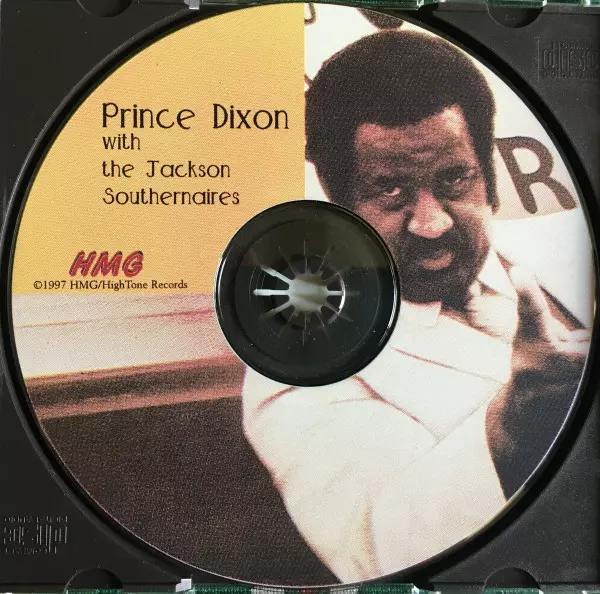 Prince Dixon
with
the Jackson
Southernaires
HMG
©1997 HMG/HighTone Records
R